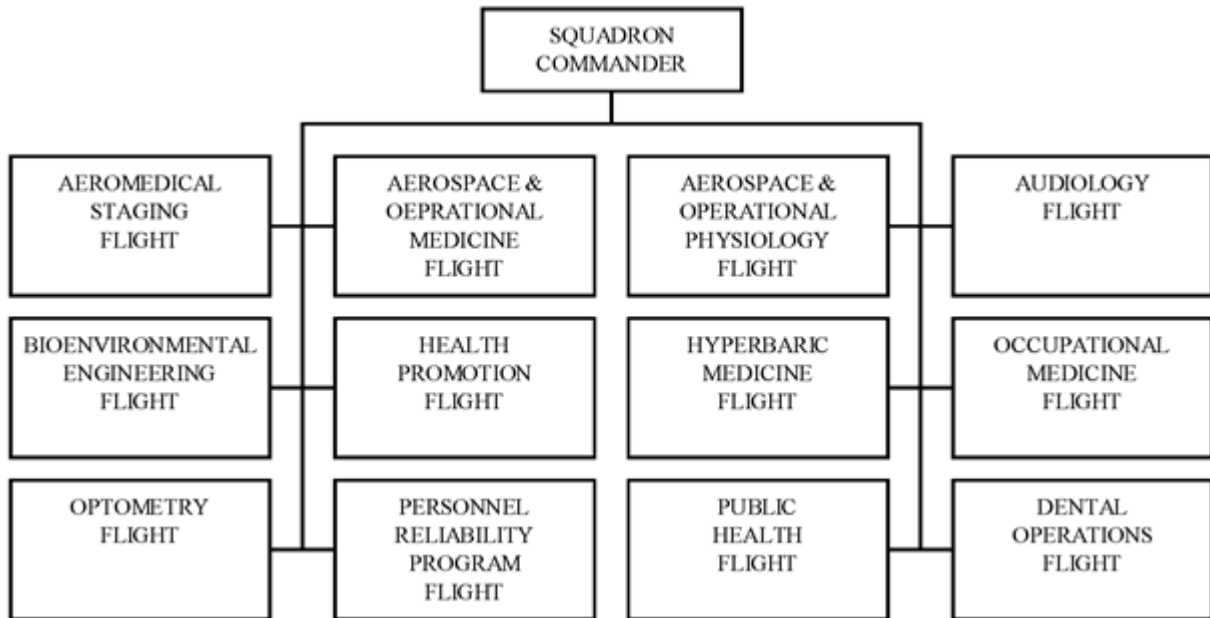 SQUADRON
COMMANDER
AEROMEDICAL
STAGING
FLIGHT
AEROSPACE &
OEPRATIONAL
MEDICINE
FLIGHT
AEROSPACE &
OPERATIONAL
PHYSIOLOGY
FLIGHT
AUDIOLOGY
FLIGHT
BIOENVIRONMENTAL
ENGINEERING
FLIGHT
HEALTH
PROMOTION
FLIGHT
HYPERBARIC
MEDICINE
FLIGHT
OCCUPATIONAL
MEDICINE
FLIGHT
OPTOMETRY
FLIGHT
PERSONNEL
RELIABILITY
PROGRAM
FLIGHT
PUBLIC
HEALTH
FLIGHT
DENTAL
OPERATIONS
FLIGHT